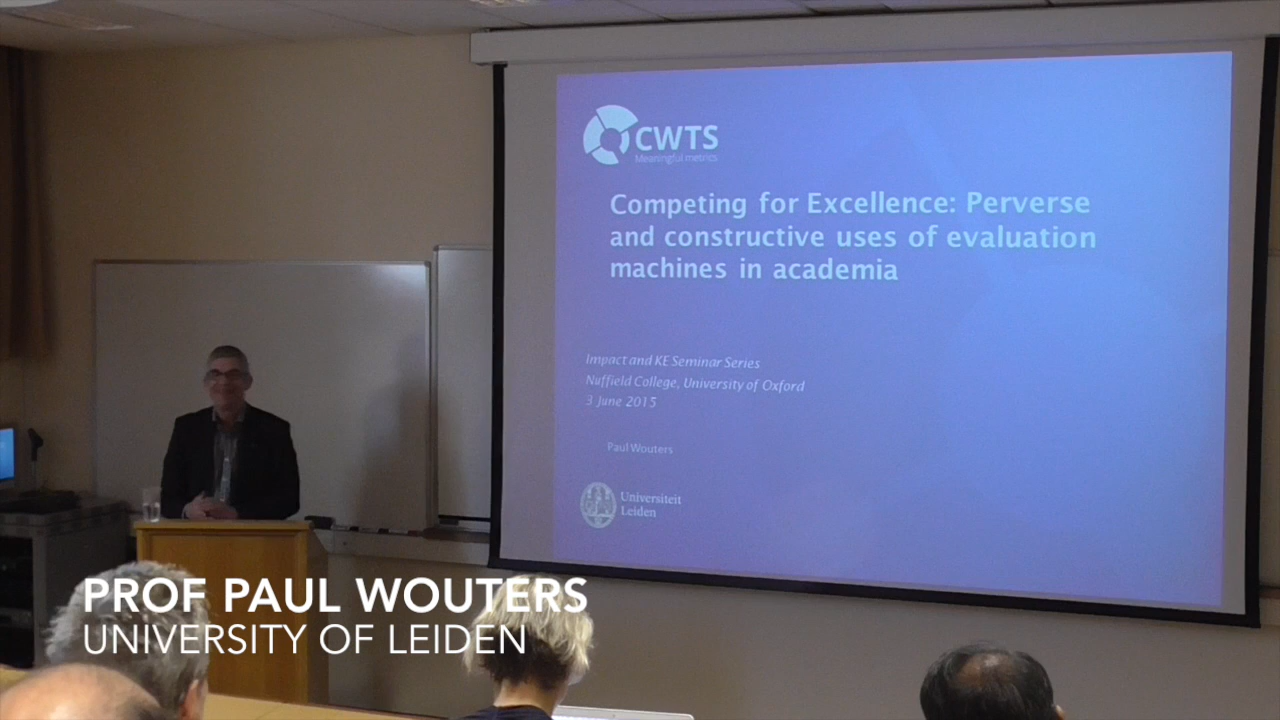 CWTS
Meaningful metrics
Competing for Excellence: Perverse
and constructive uses of evaluation
machines in academia
Impact and KE Seminar Series
Nuffield College, University of Oxford
3 June 2015
Paul Wouters
Universiteit
Leiden
PROF PAUL WOUTERS
UNIVERSITY OF LEIDEN